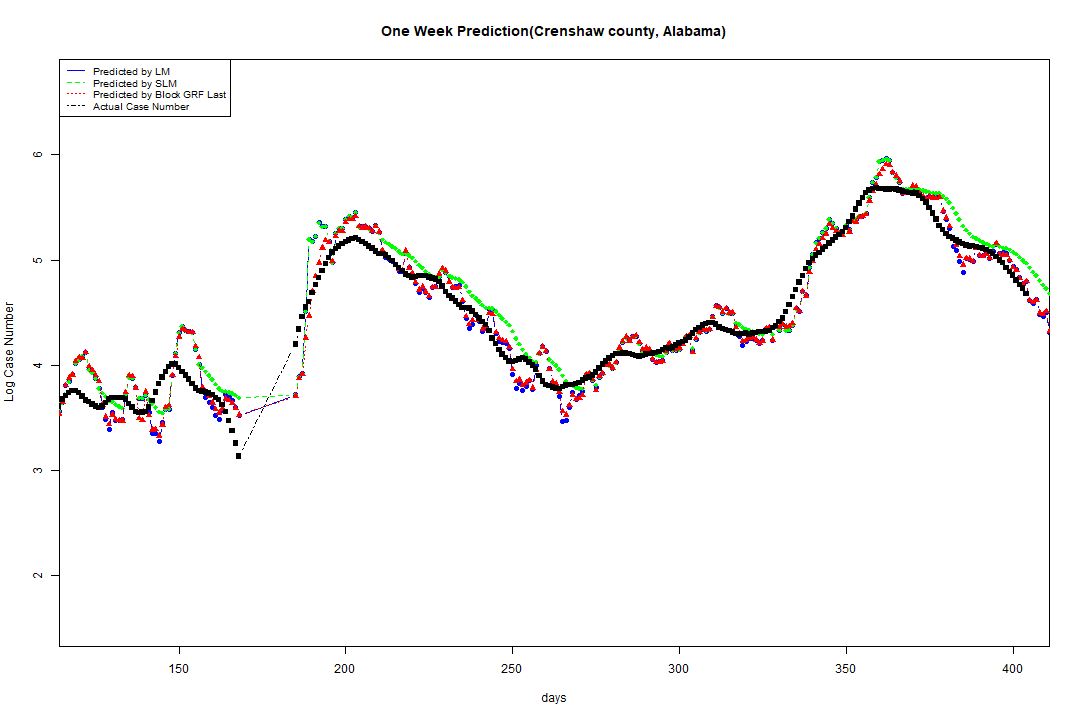 One Week Prediction(Crenshaw county, Alabama)
Predicted by LM
Predicted by SLM
Predicted by Block GRF Last
Actual Case Number
6
5
4
3
2
Log Case Number
150 200 250 300 350 400
days